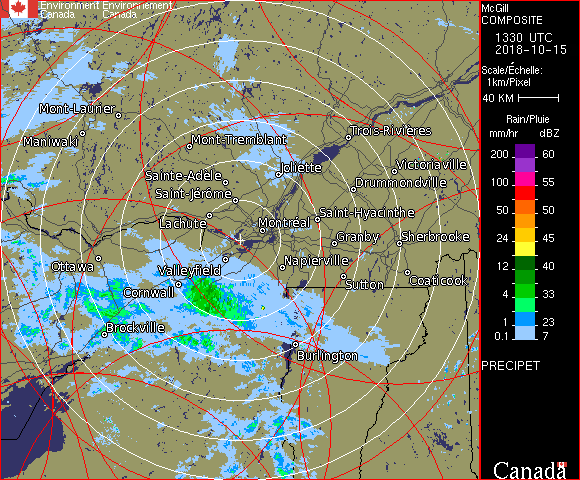 Environment Environnement
Canada Canada
McGill
COMPOSITE
1330 UTC
2018-10-15
Scale/Échelle:
1km/Pixel
40 KM
Rain/Pluie
mm/hr dBZ
200 60
100 55
50 50
24 45
12 40
4 33
1 23
0.1 7
PRECIPET
Canada
Mont-Laurier
Maniwaki
Mont-Tremblant
Trois-Rivières
Joliette
Victoriaville
Sainte-Adèle
Drummondville
Saint-Jérôme
Lachute
Saint-Hyacinthe
Montréal
Granby
Sherbrooke
Ottawa
Valleyfield
Napierville
Cornwall
Sutton
Coaticook
Brockville
Burlington